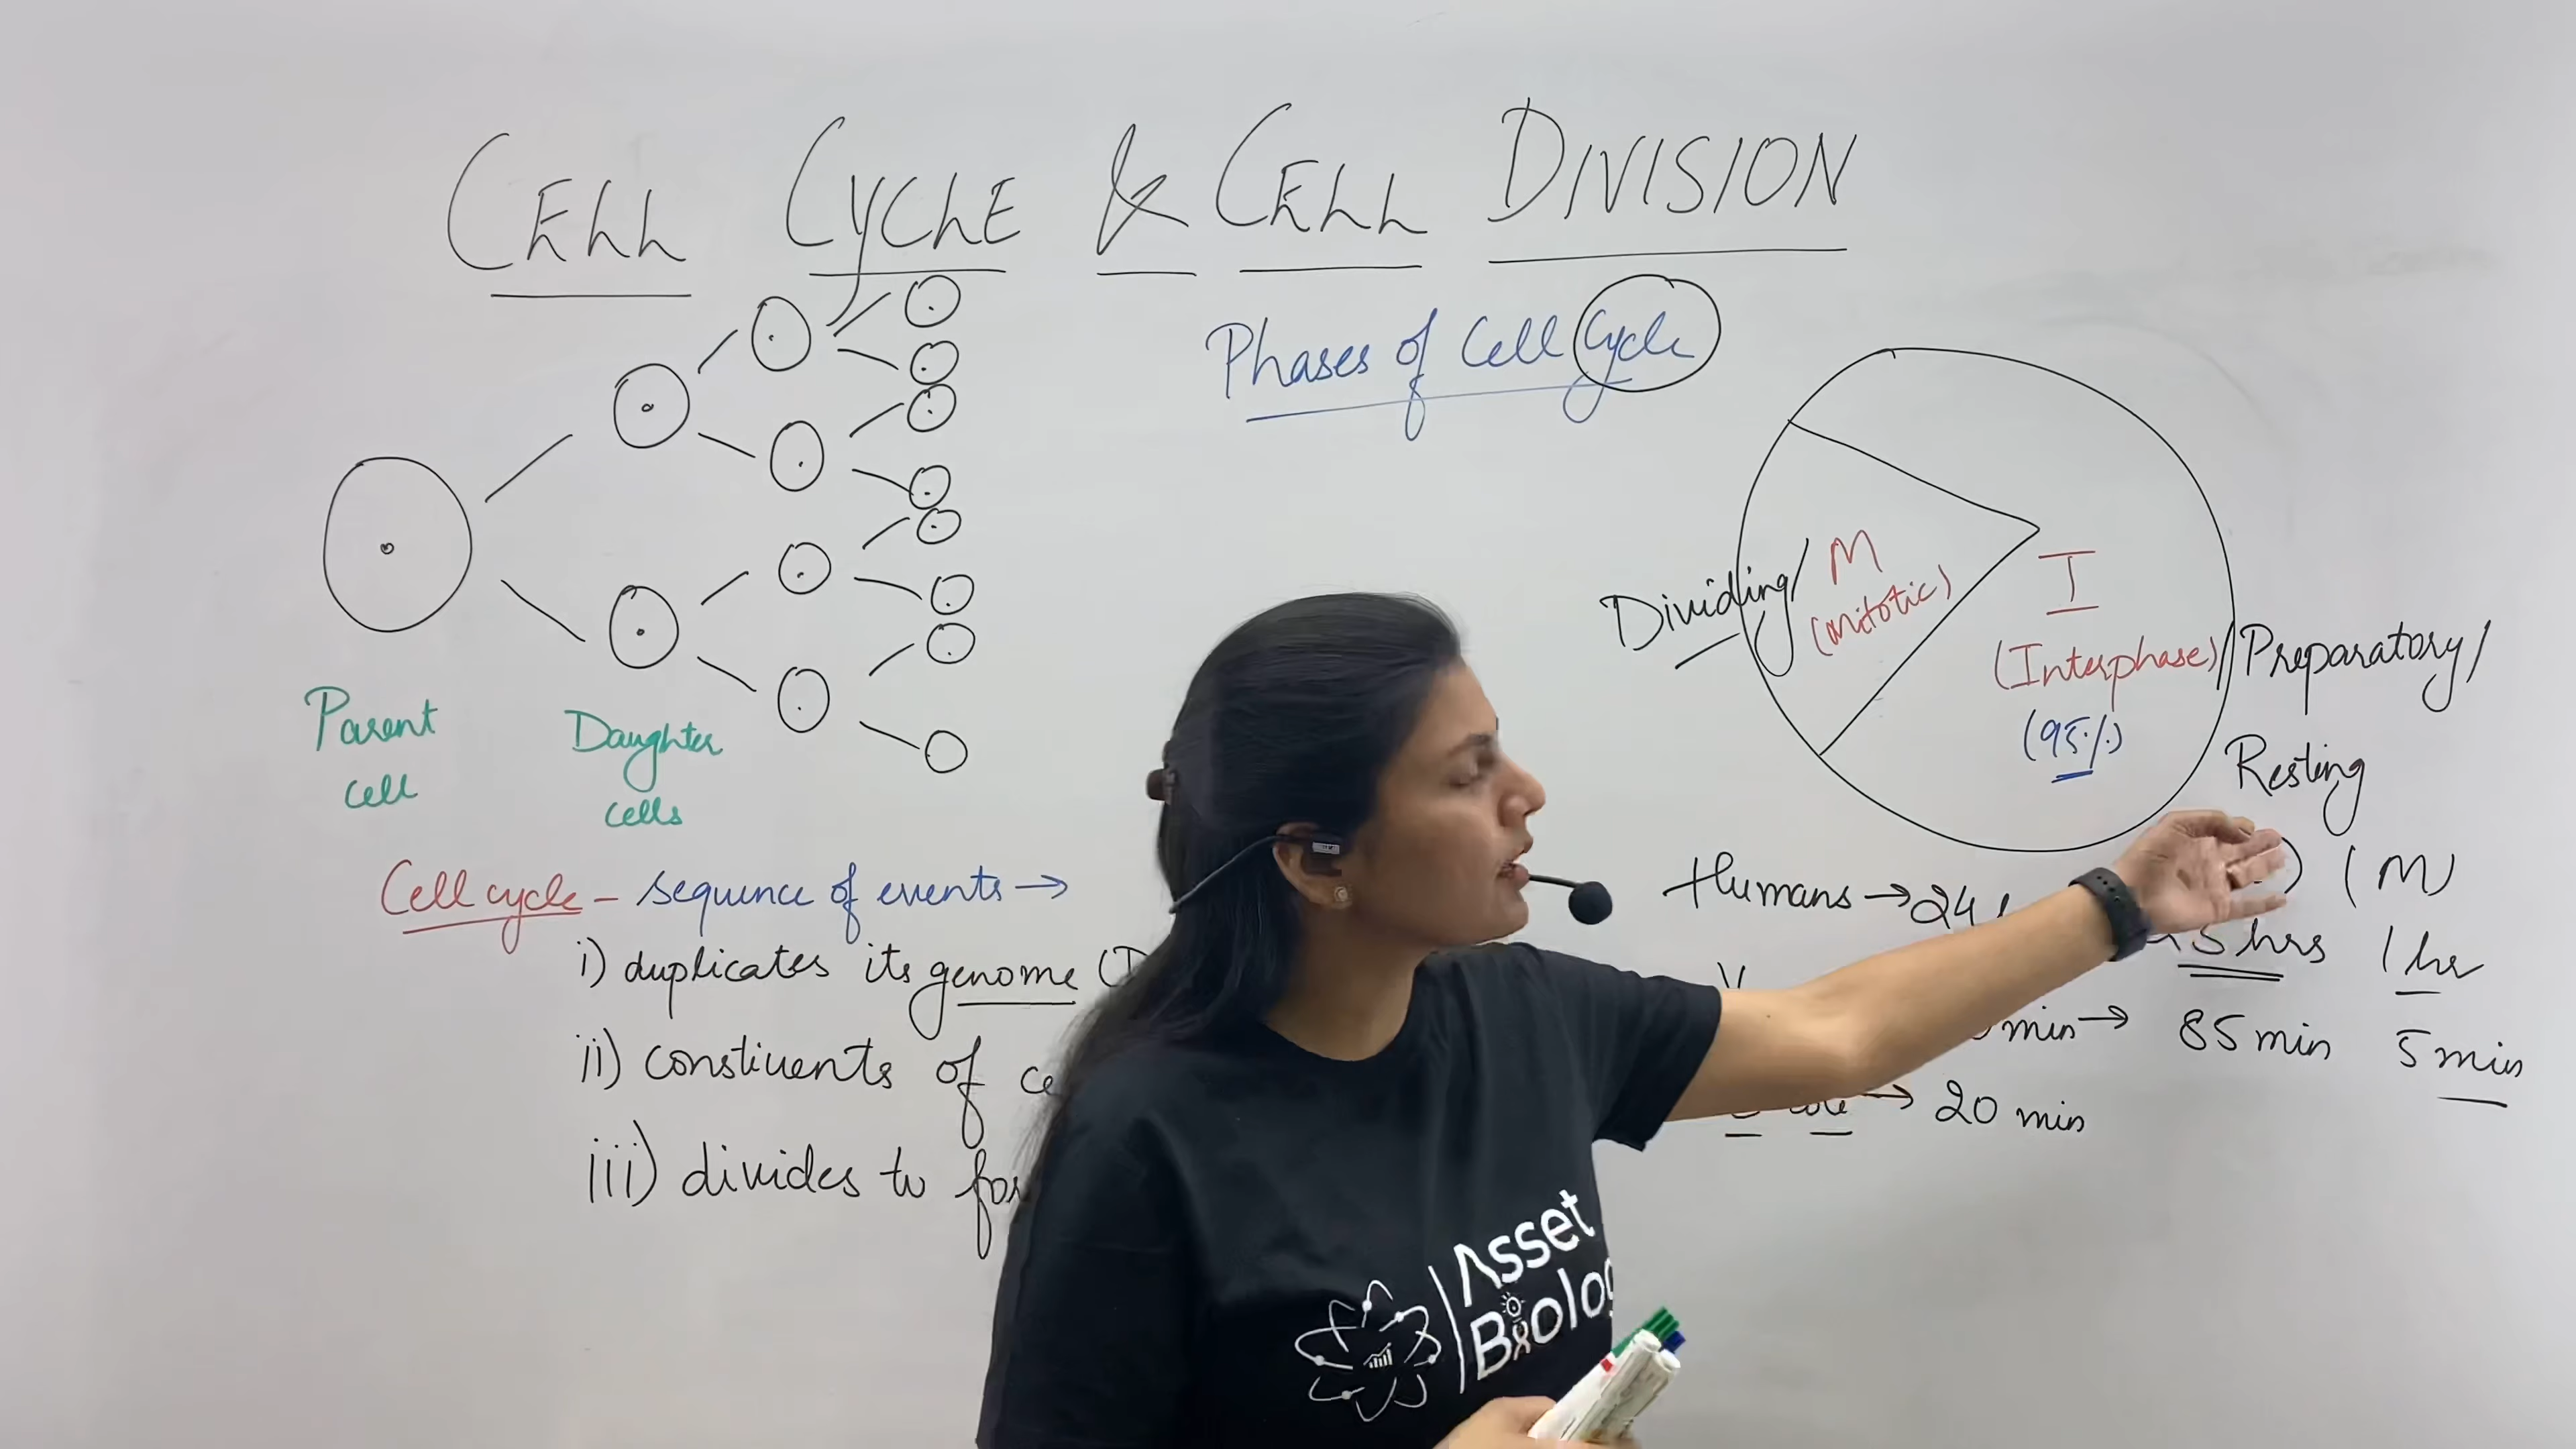 CELL CYCLE & CELL DIVISION
Phases of Cell Cycle
Parent
cell
Daughter
cells
Cell cycle - sequence of events →
i) duplicates its genome
ii) constiuents of
iii) divides to
Dividing/
M
(mitotic)
I
(Interphase)/Preparatory/
(95%)
Resting
Humans → 24
(M)
hrs 1 hr
min → 85 min 5 min
→ 20 min
Asset